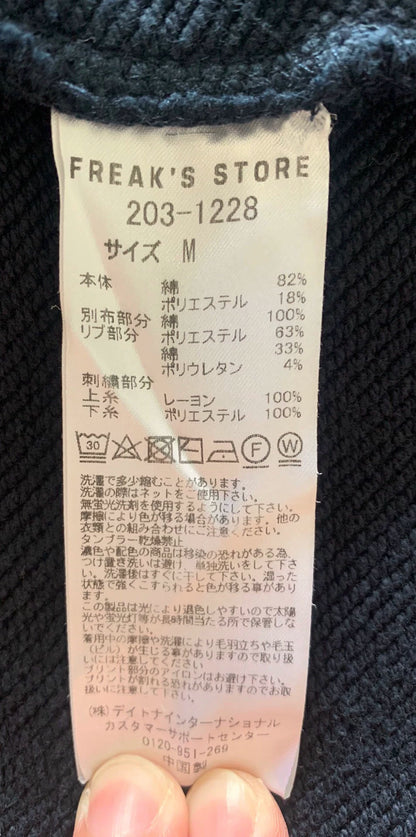 FREAK'S STORE
203-1228
サイズ M
本体 綿 82%
ポリエステル 18%
別布部分 綿 100%
リブ部分 ポリエステル 63%
綿 33%
ポリウレタン 4%
刺繍部分
上糸 レーヨン 100%
下糸 ポリエステル 100%
30 F W
洗濯で多少縮むことがあります。
洗濯の際はネットをご使用下さい。
無蛍光洗剤を使用するようにして下さい。
摩擦により色が移る場合があります。他の
衣類との組み合わせにご注意ください。
タンブラー乾燥禁止
濃色や配色の商品は移染の恐れがある為、
つけ置き洗いは避け、単独洗いをして下さ
い。洗濯後はすぐに干して下さい。湿った
状態で強くこすられると色が移る事があり
ます。
この製品は光により退色しやすいので太陽
光や蛍光灯等が長時間当たる所で保管しな
いでください。
着用中の摩擦や洗濯により毛羽立ちや毛玉
(ピル)が生じる事がありますので取り扱
いには注意してください。
プリント部分のアイロンはお避け下さい。
プリントが割れる恐れがありますのでお取
扱いに注意して下さい。
(株)デイトナインターナショナル
カスタマーサポートセンター
0120-951-269
中国製